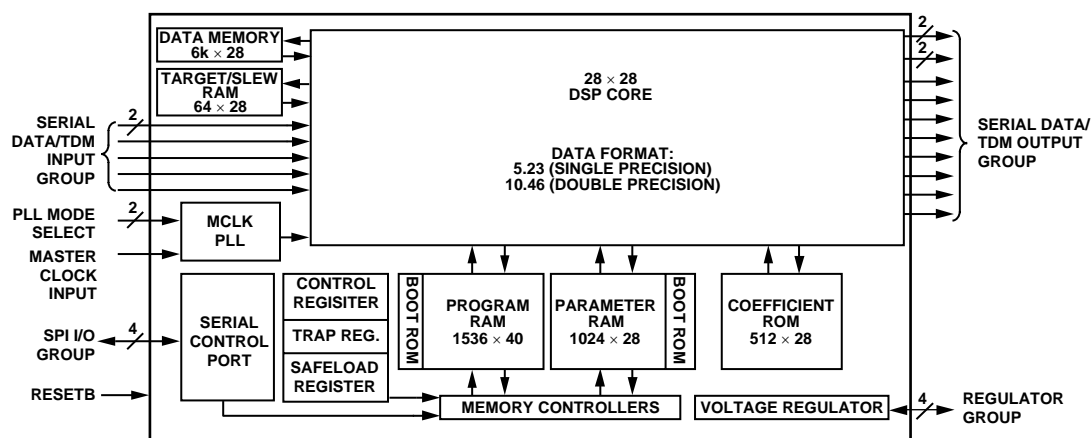 DATA MEMORY
6k × 28
TARGET/SLEW
RAM
64 × 28
28 × 28
DSP CORE
DATA FORMAT:
5.23 (SINGLE PRECISION)
10.46 (DOUBLE PRECISION)
2
2
SERIAL DATA/
TDM OUTPUT
GROUP
2
SERIAL
DATA/TDM
INPUT
GROUP
2
PLL MODE
SELECT
MCLK
PLL
MASTER
CLOCK
INPUT
4
SPI I/O
GROUP
SERIAL
CONTROL
PORT
CONTROL
REGISITER
TRAP REG.
SAFELOAD
REGISTER
BOOT ROM
PROGRAM
RAM
1536 × 40
PARAMETER
RAM
1024 × 28
BOOT ROM
COEFFICIENT
ROM
512 × 28
RESETB
MEMORY CONTROLLERS
VOLTAGE REGULATOR
4
REGULATOR
GROUP